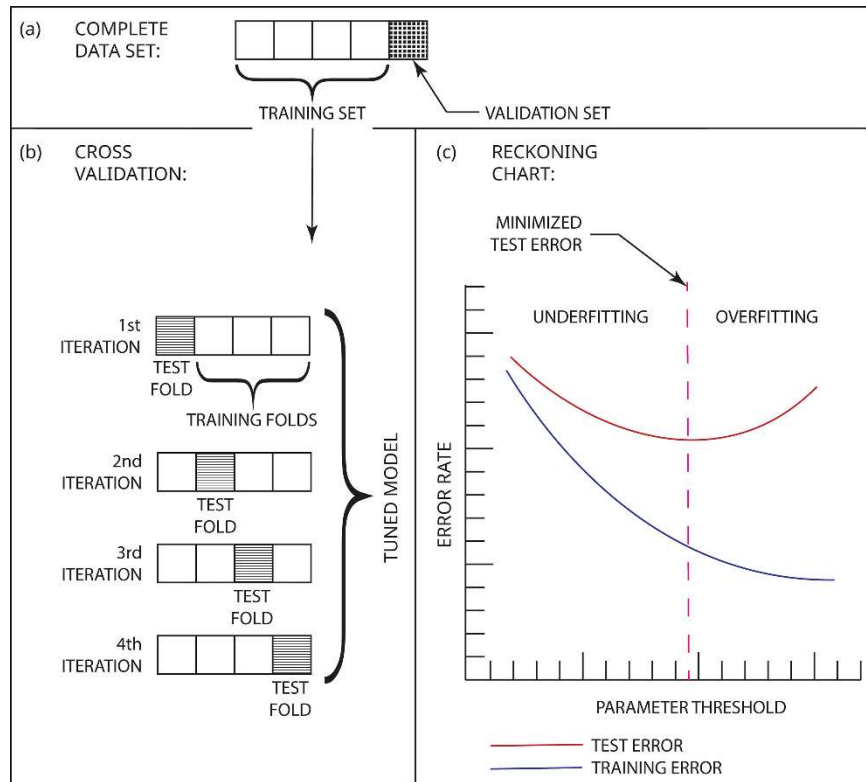 (a) COMPLETE
DATA SET:
TRAINING SET
VALIDATION SET
(b) CROSS
VALIDATION:
1st
ITERATION
TEST
FOLD
TRAINING FOLDS
2nd
ITERATION
TEST
FOLD
3rd
ITERATION
TEST
FOLD
4th
ITERATION
TEST
FOLD
TUNED MODEL
(c) RECKONING
CHART:
MINIMIZED
TEST ERROR
UNDERFITTING
OVERFITTING
ERROR RATE
PARAMETER THRESHOLD
TEST ERROR
TRAINING ERROR